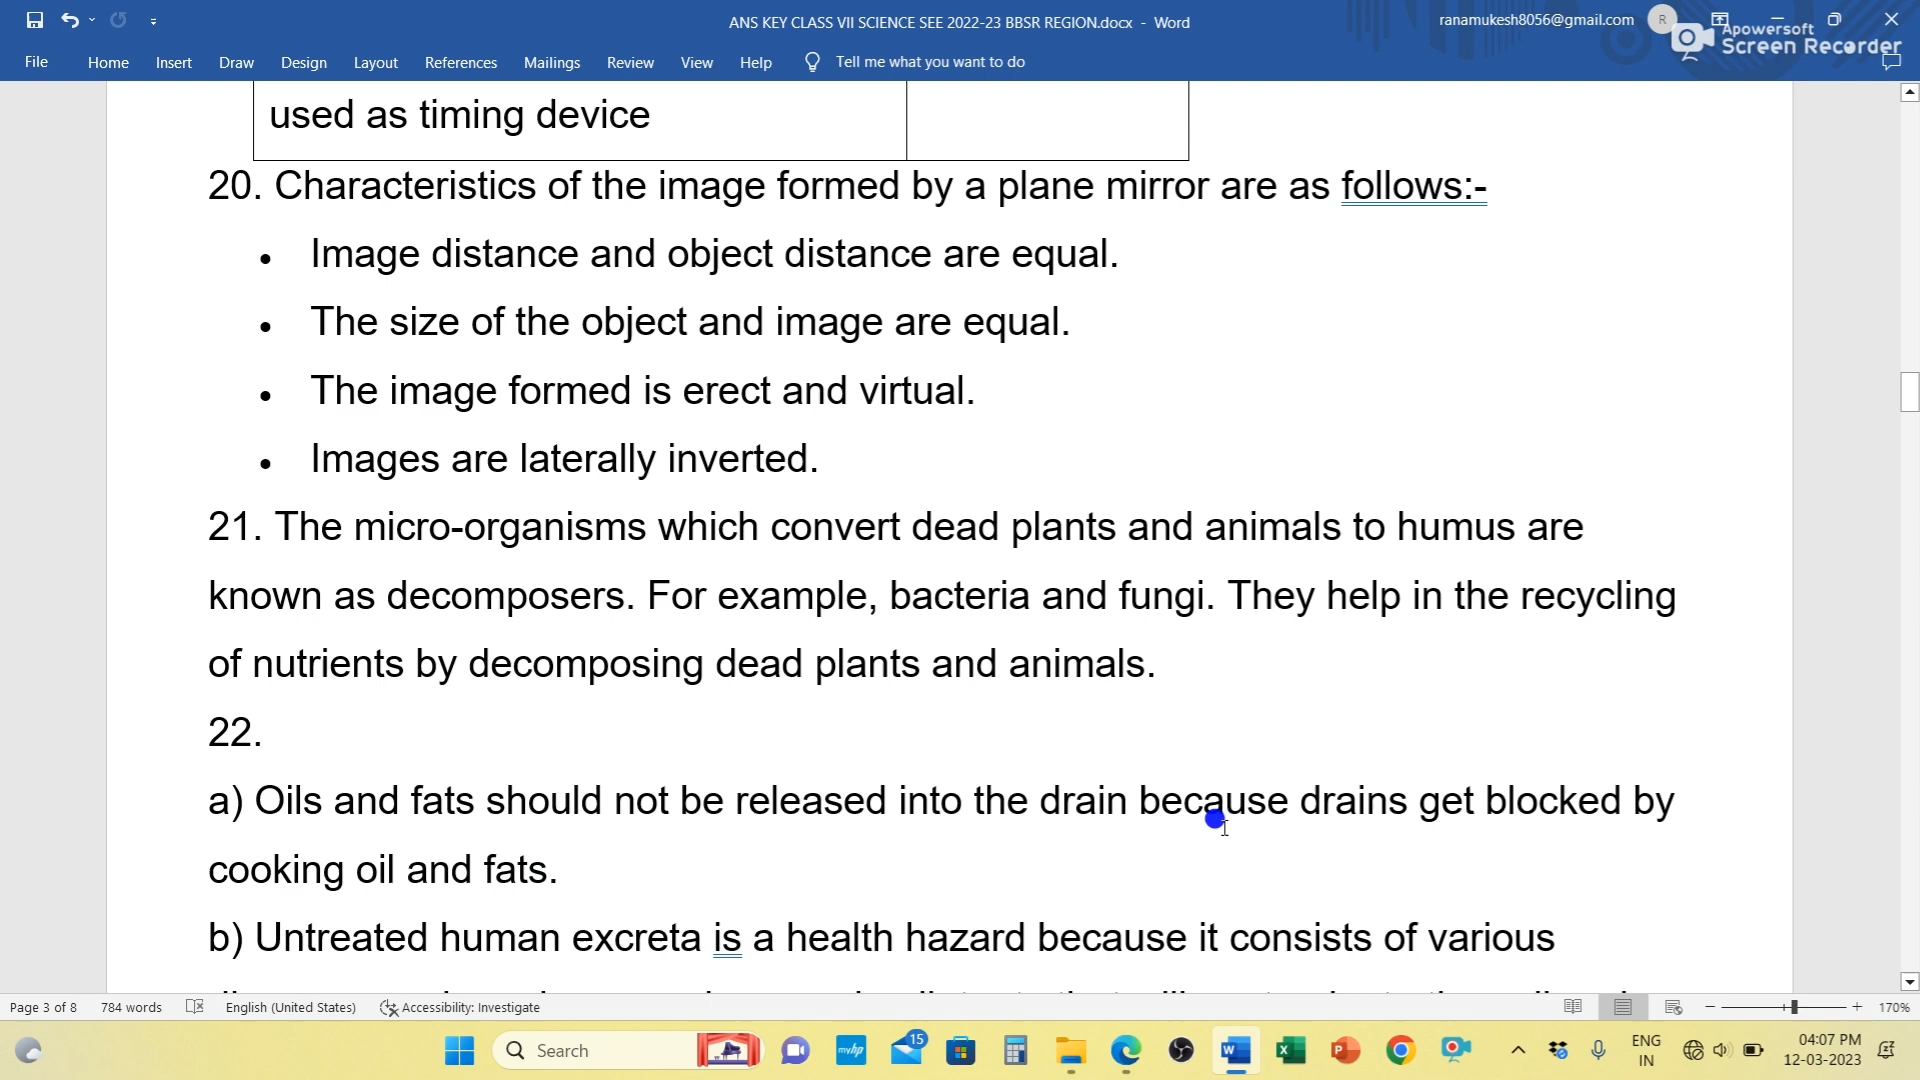 ANS KEY CLASS VII SCIENCE SEE 2022-23 BBSR REGION.docx - Word
ranamukesh8056@gmail.com
R
Apowersoft
Screen Recorder
File Home Insert Draw Design Layout References Mailings Review View Help Tell me what you want to do
used as timing device
20. Characteristics of the image formed by a plane mirror are as follows:-
• Image distance and object distance are equal.
• The size of the object and image are equal.
• The image formed is erect and virtual.
• Images are laterally inverted.
21. The micro-organisms which convert dead plants and animals to humus are
known as decomposers. For example, bacteria and fungi. They help in the recycling
of nutrients by decomposing dead plants and animals.
22.
a) Oils and fats should not be released into the drain because drains get blocked by
cooking oil and fats.
b) Untreated human excreta is a health hazard because it consists of various
Page 3 of 8 784 words English (United States) Accessibility: Investigate 170%
Search
myhp
15
ENG
IN
04:07 PM
12-03-2023